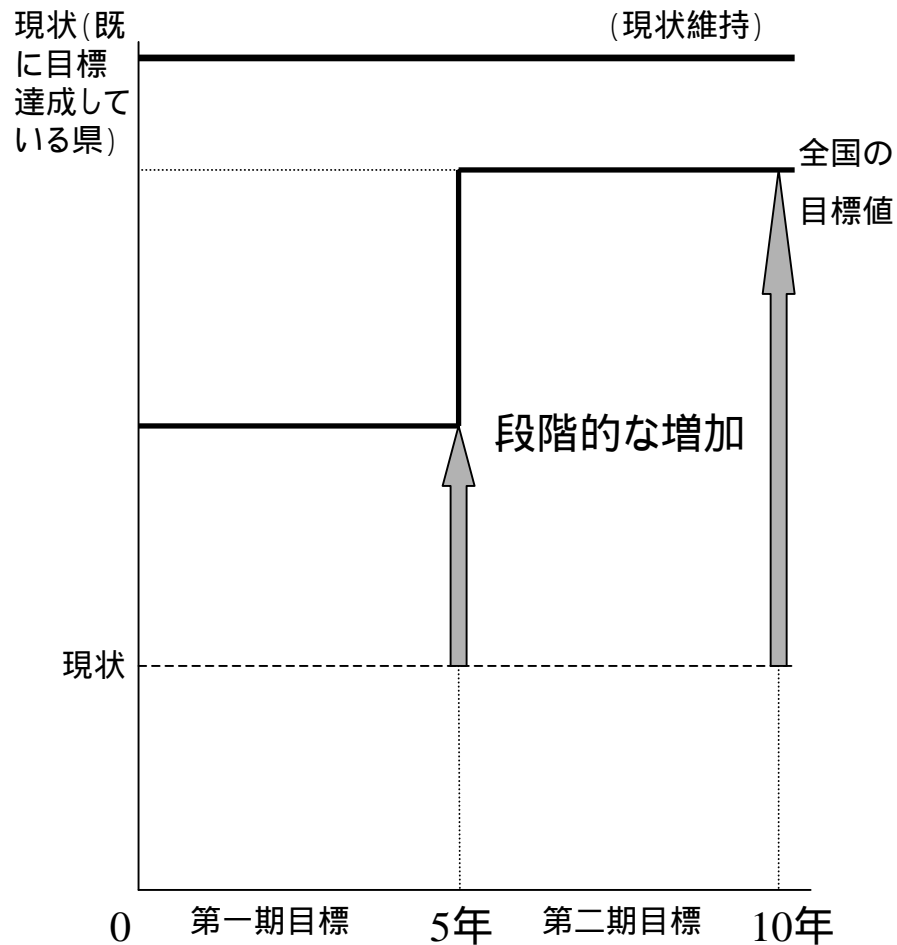 現状(既
に目標
達成して
いる県)
(現状維持)
全国の
目標値
段階的な増加
現状
0 第一期目標 5年 第二期目標 10年